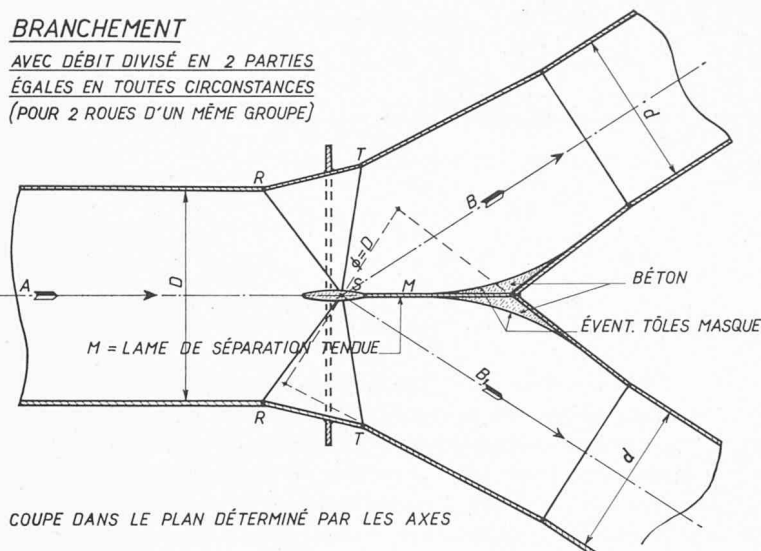 BRANCHEMENT
AVEC DÉBIT DIVISÉ EN 2 PARTIES
ÉGALES EN TOUTES CIRCONSTANCES
(POUR 2 ROUES D'UN MÊME GROUPE)
R
T
A
D
ϕ=D
S
M
B
d
BÉTON
ÉVENT. TÔLES MASQUE
M = LAME DE SÉPARATION TENDUE
B₁
R
T
d
COUPE DANS LE PLAN DÉTERMINÉ PAR LES AXES